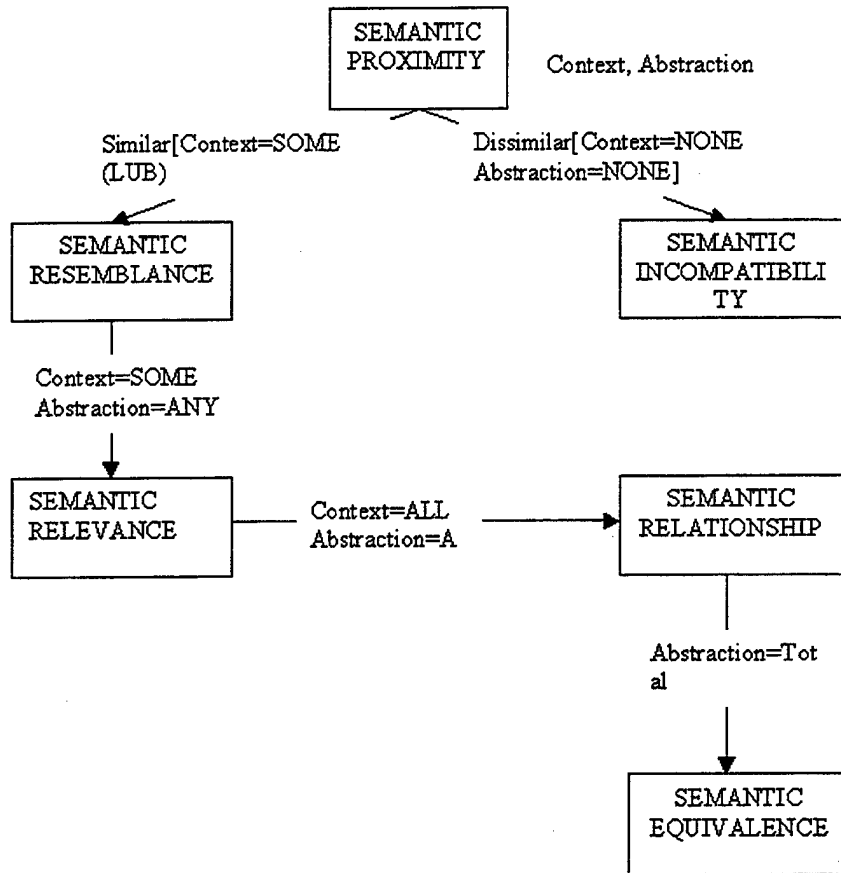 SEMANTIC
PROXIMITY
Context, Abstraction
Similar[Context=SOME
(LUB)
Dissimilar[Context=NONE
Abstraction=NONE]
SEMANTIC
RESEMBLANCE
SEMANTIC
INCOMPATIBILI
TY
Context=SOME
Abstraction=ANY
SEMANTIC
RELEVANCE
Context=ALL
Abstraction=A
SEMANTIC
RELATIONSHIP
Abstraction=Tot
al
SEMANTIC
EQUIVALENCE